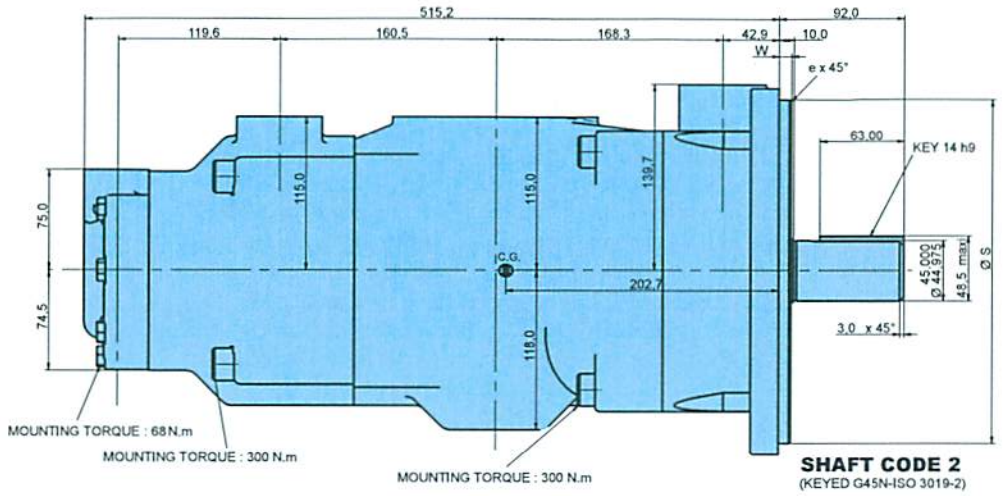 515,2
92,0
119,6
160,5
168,3
42,9
10,0
W
e x 45°
63,00
KEY 14 h9
139,7
115,0
115,0
75,0
C.G.
202,7
45,000
Ø 44,975
48,5 maxi
Ø S
74,5
118,0
3,0 x 45°
MOUNTING TORQUE : 68 N.m
MOUNTING TORQUE : 300 N.m
MOUNTING TORQUE : 300 N.m
SHAFT CODE 2
(KEYED G45N-ISO 3019-2)